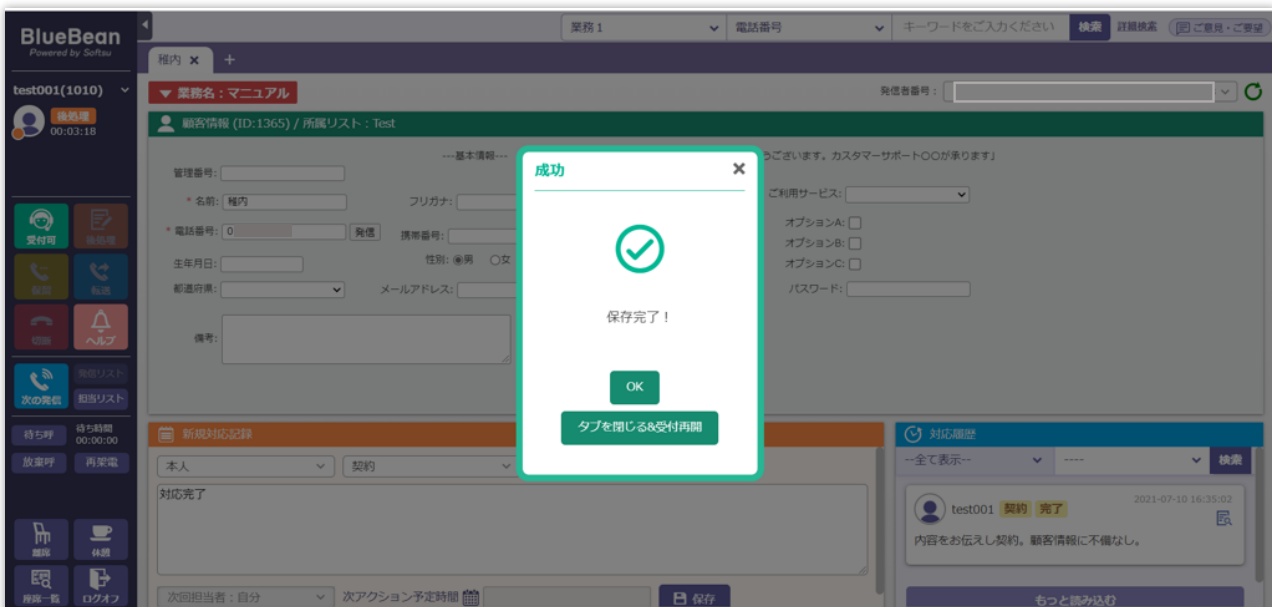 BlueBean
Powered by Softsu
業務1
電話番号
キーワードをご入力ください
検索
詳細検索
ご意見・ご要望
稚内 × +
test001(1010)
後処理
00:03:18
▼ 業務名:マニュアル
発信者番号:
顧客情報 (ID:1365) / 所属リスト:Test
---基本情報---
うございます。カスタマーサポート〇〇が承ります」
管理番号:
* 名前: 稚内
フリガナ:
ご利用サービス:
* 電話番号: 0
発信
携帯番号:
オプションA:
オプションB:
生年月日:
性別: 男 女
オプションC:
都道府県:
メールアドレス:
パスワード:
備考:
成功 ×
保存完了!
OK
タブを閉じる&受付再開
受付可
後処理
保留
転送
切断
ヘルプ
次の発信
発信リスト
担当リスト
待ち呼
待ち時間
00:00:00
放棄呼
再架電
離席
休憩
座席一覧
ログオフ
新規対応記録
本人
契約
対応完了
次回担当者:自分
次アクション予定時間
保存
対応履歴
--全て表示--
----
検索
test001 契約 完了
2021-07-10 16:35:02
内容をお伝えし契約。顧客情報に不備なし。
もっと読み込む